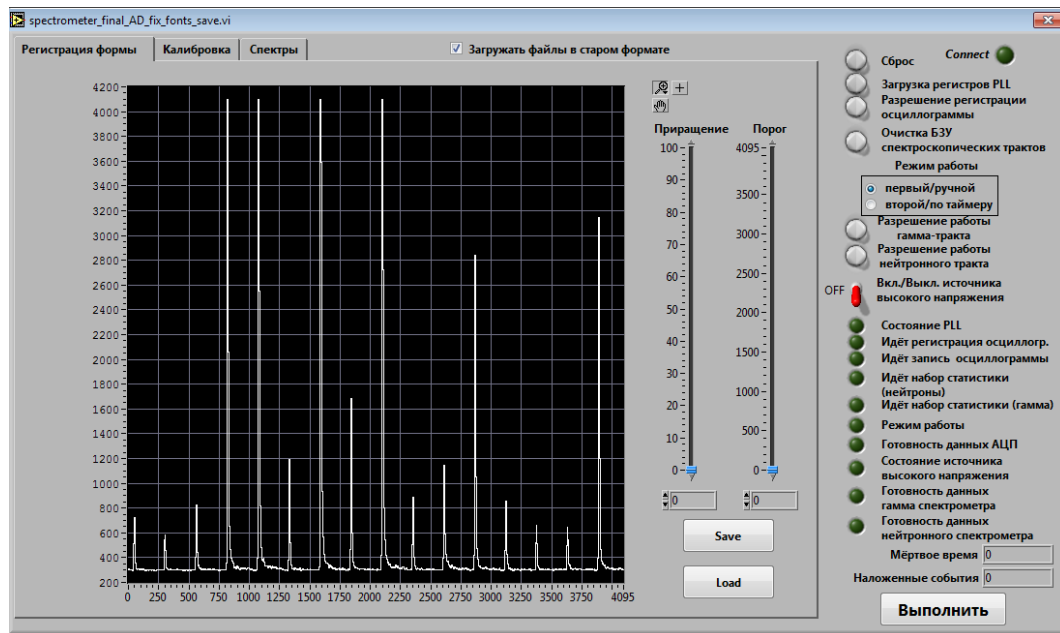 spectrometer_final_AD_fix_fonts_save.vi
Регистрация формы
Калибровка
Спектры
Загружать файлы в старом формате
4200
4000
3800
3600
3400
3200
3000
2800
2600
2400
2200
2000
1800
1600
1400
1200
1000
800
600
400
200
0 250 500 750 1000 1250 1500 1750 2000 2250 2500 2750 3000 3250 3500 3750 4095
Приращение
100
90
80
70
60
50
40
30
20
10
0
0
Порог
4095
3500
3000
2500
2000
1500
1000
500
0
0
Save
Load
Connect
Сброс
Загрузка регистров PLL
Разрешение регистрации
осциллограммы
Очистка БЗУ
спектроскопических трактов
Режим работы
первый/ручной
второй/по таймеру
Разрешение работы
гамма-тракта
Разрешение работы
нейтронного тракта
OFF
Вкл./Выкл. источника
высокого напряжения
Состояние PLL
Идёт регистрация осциллогр.
Идёт запись осциллограммы
Идёт набор статистики
(нейтроны)
Идёт набор статистики (гамма)
Режим работы
Готовность данных АЦП
Состояние источника
высокого напряжения
Готовность данных
гамма спектрометра
Готовность данных
нейтронного спектрометра
Мёртвое время 0
Наложенные события 0
Выполнить